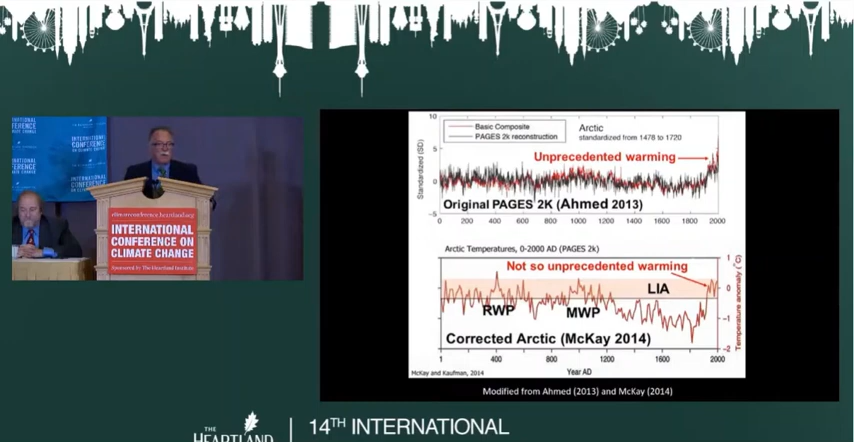 INTERNATIONAL
CONFERENCE
ON CLIMATE CHANGE
climateconference.heartland.org
INTERNATIONAL
CONFERENCE ON
CLIMATE CHANGE
Sponsored by The Heartland Institute
10
5
0
-5
Standardized (SD)
Basic Composite
PAGES 2k reconstruction
Arctic
standardized from 1478 to 1720
Unprecedented warming
Original PAGES 2K (Ahmed 2013)
0 200 400 600 800 1000 1200 1400 1600 1800 2000
Arctic Temperatures, 0-2000 AD (PAGES 2k)
Not so unprecedented warming
LIA
RWP
MWP
Corrected Arctic (McKay 2014)
1
0
-1
-2
Temperature anomaly (°C)
1 400 800 1200 1600 2000
McKay and Kaufman, 2014
Year AD
Modified from Ahmed (2013) and McKay (2014)
THE
HEARTLAND
14TH INTERNATIONAL